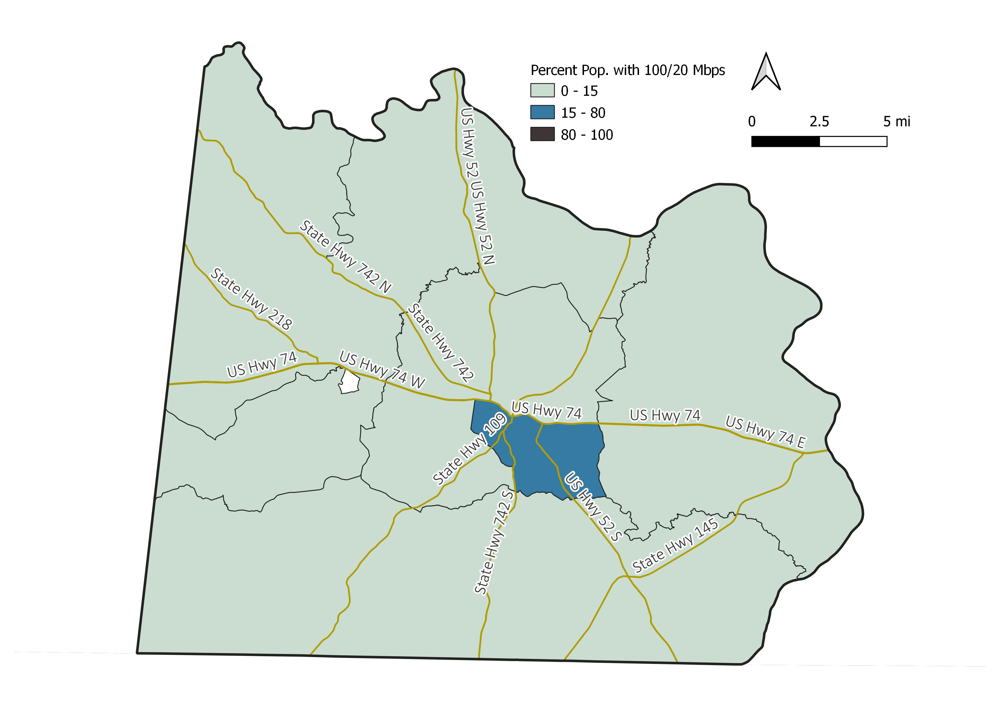 Percent Pop. with 100/20 Mbps
0 - 15
15 - 80
80 - 100
0 2.5 5 mi
US Hwy 52
US Hwy 52 N
State Hwy 742 N
State Hwy 218
State Hwy 742
US Hwy 74
US Hwy 74 W
US Hwy 74
US Hwy 74
US Hwy 74 E
State Hwy 109
US Hwy 52 S
State Hwy 742 S
State Hwy 145